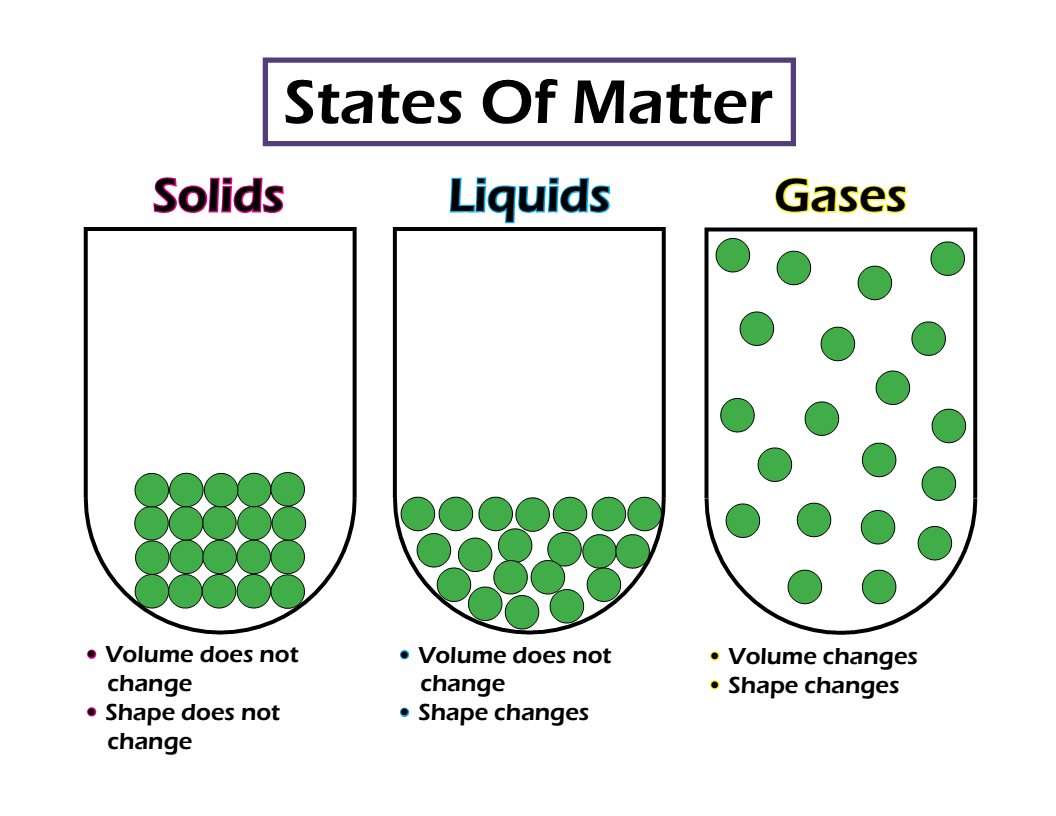 States Of Matter
Solids
• Volume does not
change
• Shape does not
change
Liquids
• Volume does not
change
• Shape changes
Gases
• Volume changes
• Shape changes